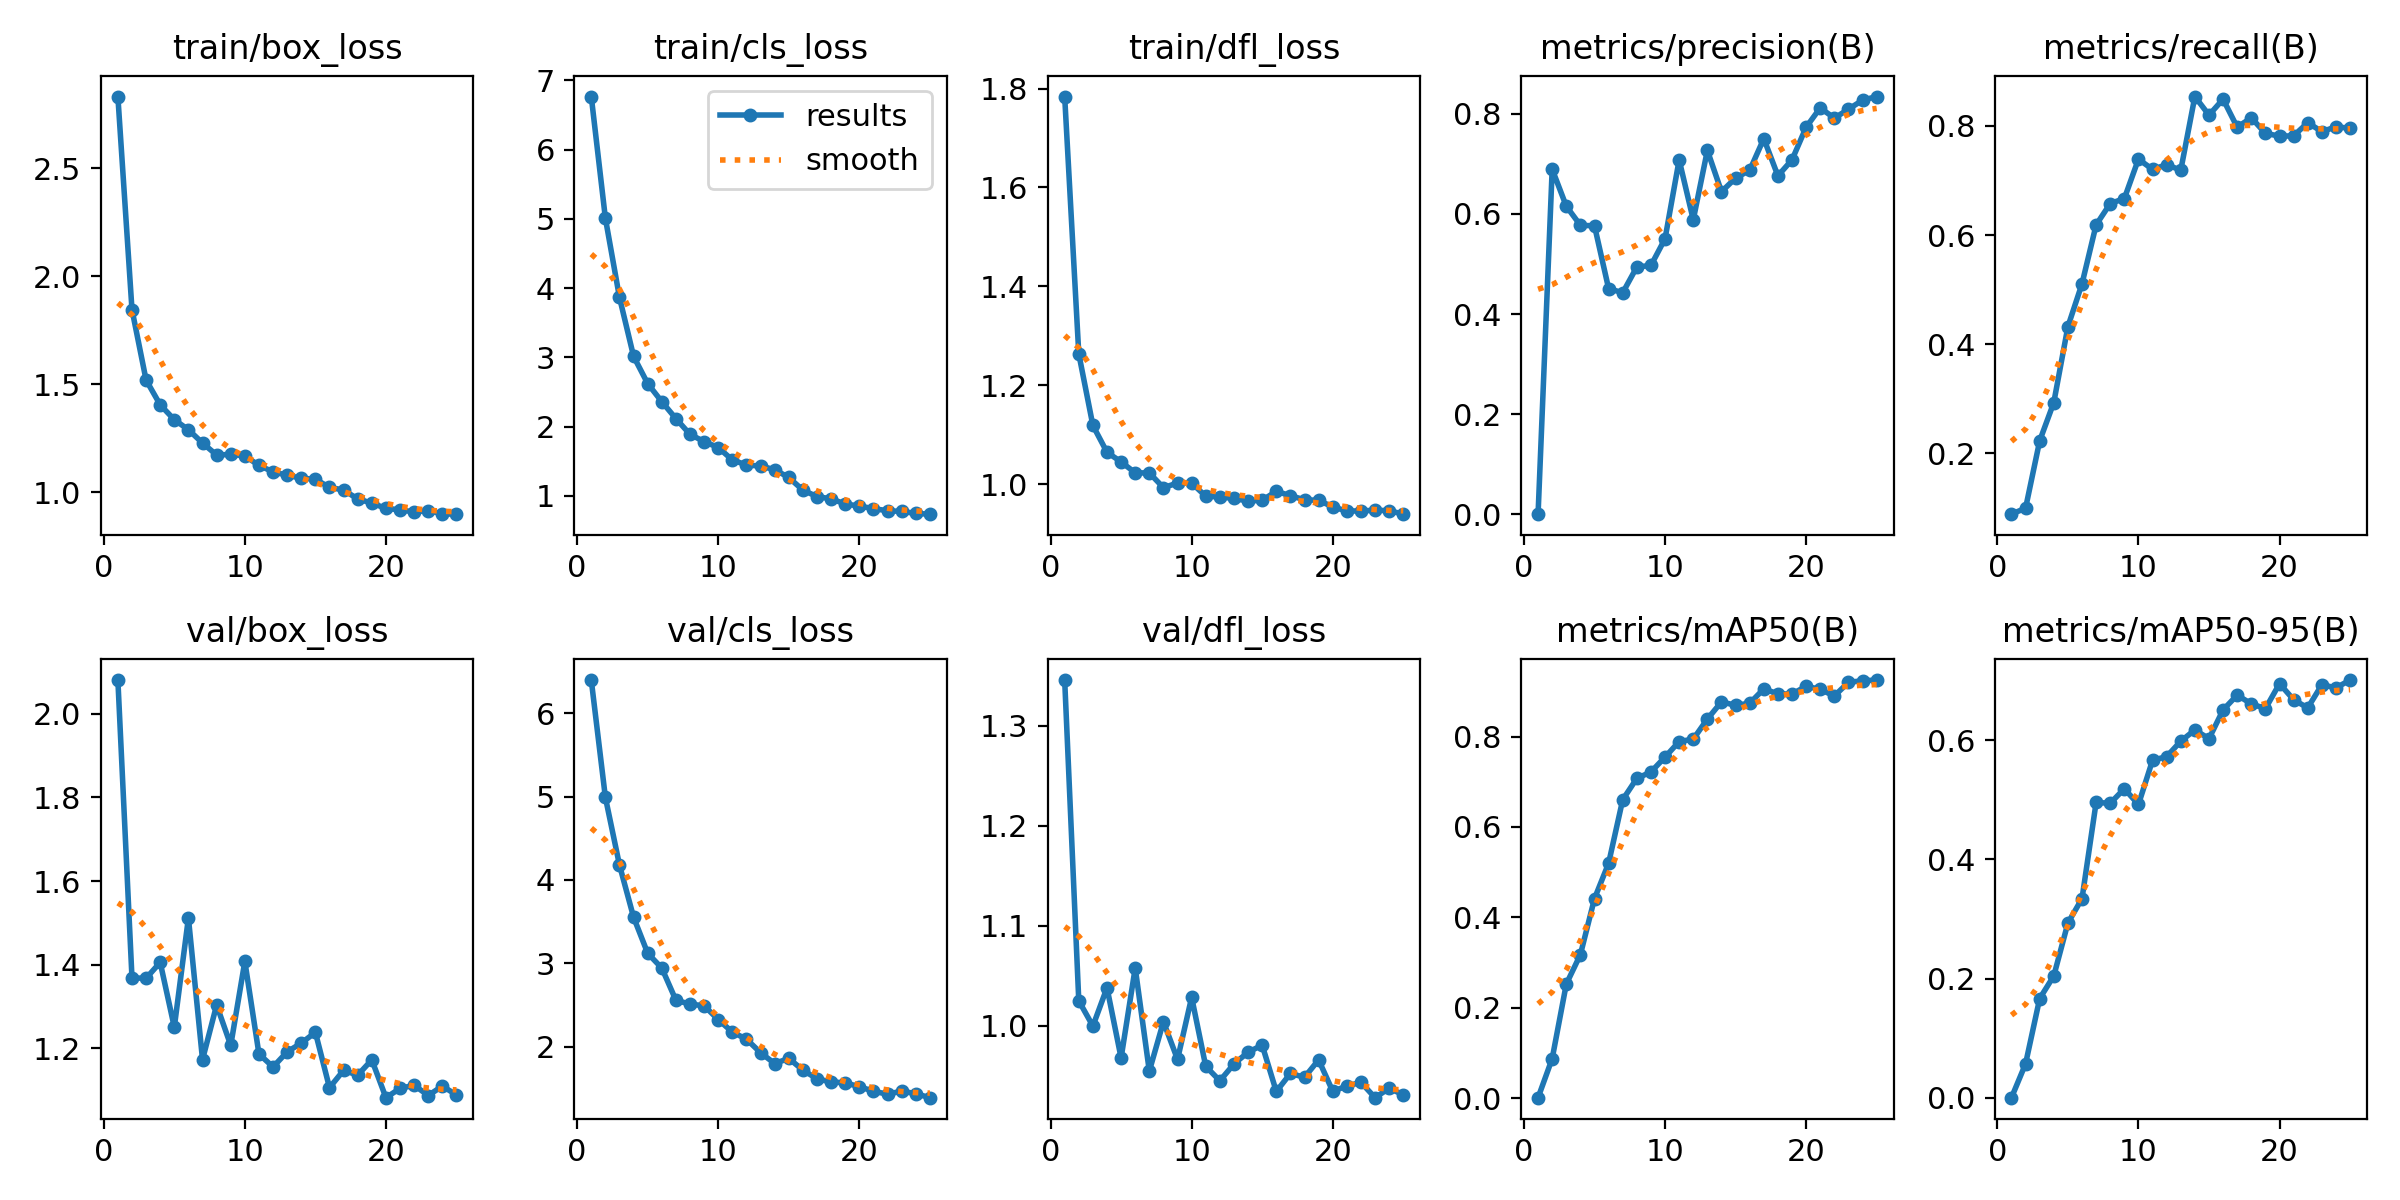 train/box_loss
2.5
2.0
1.5
1.0
0 10 20
train/cls_loss
results
smooth
7
6
5
4
3
2
1
0 10 20
train/dfl_loss
1.8
1.6
1.4
1.2
1.0
0 10 20
metrics/precision(B)
0.8
0.6
0.4
0.2
0.0
0 10 20
metrics/recall(B)
0.8
0.6
0.4
0.2
0 10 20
val/box_loss
2.0
1.8
1.6
1.4
1.2
0 10 20
val/cls_loss
6
5
4
3
2
0 10 20
val/dfl_loss
1.3
1.2
1.1
1.0
0 10 20
metrics/mAP50(B)
0.8
0.6
0.4
0.2
0.0
0 10 20
metrics/mAP50-95(B)
0.6
0.4
0.2
0.0
0 10 20